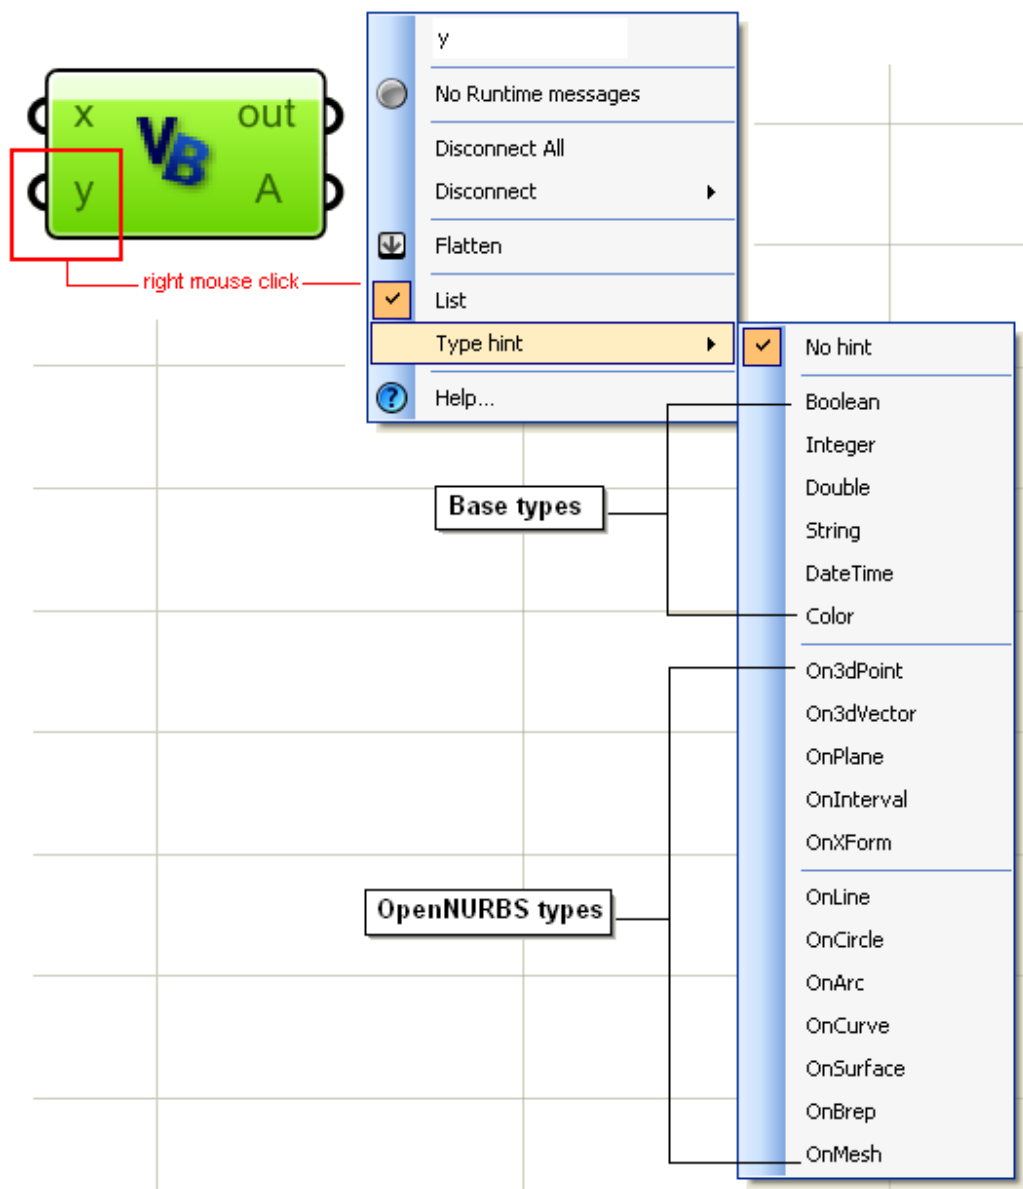 y
No Runtime messages
x
out
VB
Disconnect All
y
A
Disconnect
Flatten
right mouse click
List
Type hint
No hint
Help...
Boolean
Integer
Double
Base types
String
DateTime
Color
On3dPoint
On3dVector
OnPlane
OnInterval
OnXForm
OnLine
OpenNURBS types
OnCircle
OnArc
OnCurve
OnSurface
OnBrep
OnMesh